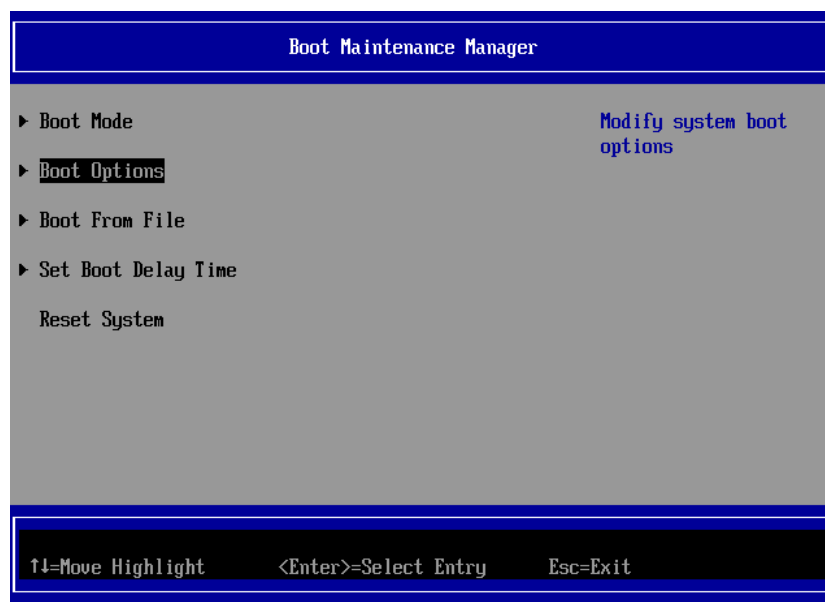 Boot Maintenance Manager
▶ Boot Mode
Modify system boot
options
▶ Boot Options
▶ Boot From File
▶ Set Boot Delay Time
Reset System
↑↓=Move Highlight <Enter>=Select Entry Esc=Exit